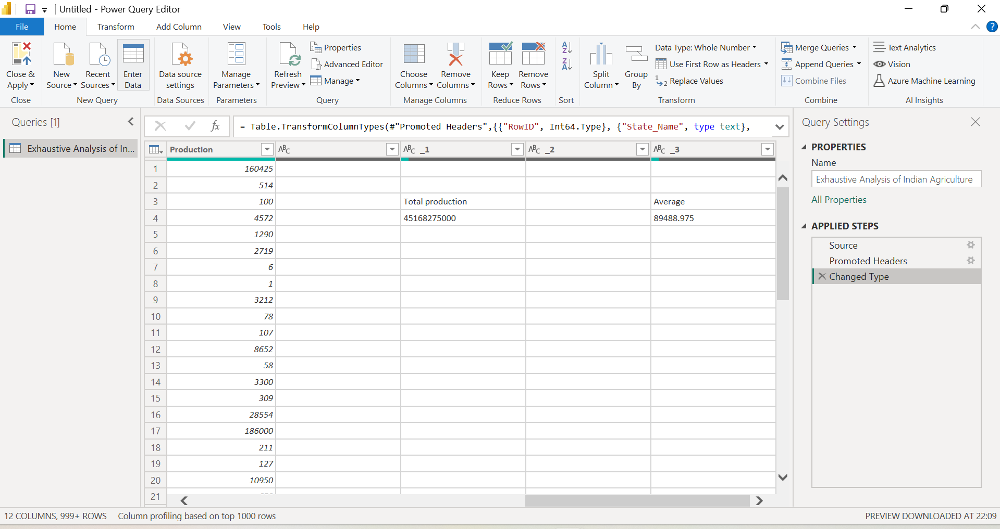 Untitled - Power Query Editor
File Home Transform Add Column View Tools Help
Close & Apply
New Source
Recent Sources
Enter Data
Data source settings
Manage Parameters
Refresh Preview
Properties
Advanced Editor
Manage
Choose Columns
Remove Columns
Keep Rows
Remove Rows
Split Column
Group By
Data Type: Whole Number
Use First Row as Headers
Replace Values
Merge Queries
Append Queries
Combine Files
Text Analytics
Vision
Azure Machine Learning
Close New Query Data Sources Parameters Query Manage Columns Reduce Rows Sort Transform Combine AI Insights
Queries [1]
Exhaustive Analysis of In...
fx = Table.TransformColumnTypes(#"Promoted Headers",{{"RowID", Int64.Type}, {"State_Name", type text},
Production ABC ABC _1 ABC _2 ABC _3
1 160425
2 514
3 100 Total production Average
4 4572 45168275000 89488.975
5 1290
6 2719
7 6
8 1
9 3212
10 78
11 107
12 8652
13 58
14 3300
15 309
16 28554
17 186000
18 211
19 127
20 10950
21
Query Settings
PROPERTIES
Name
Exhaustive Analysis of Indian Agriculture
All Properties
APPLIED STEPS
Source
Promoted Headers
Changed Type
12 COLUMNS, 999+ ROWS Column profiling based on top 1000 rows
PREVIEW DOWNLOADED AT 22:09